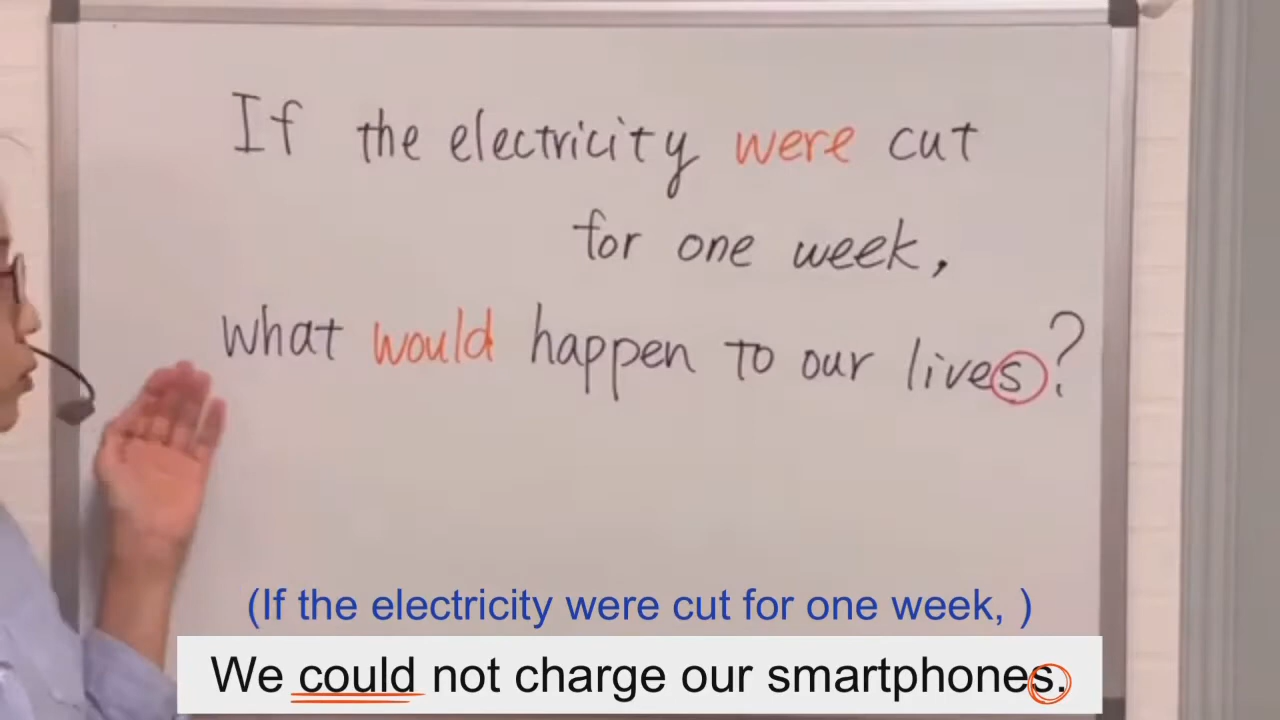 If the electricity were cut
for one week,
what would happen to our lives?
(If the electricity were cut for one week, )
We could not charge our smartphones.